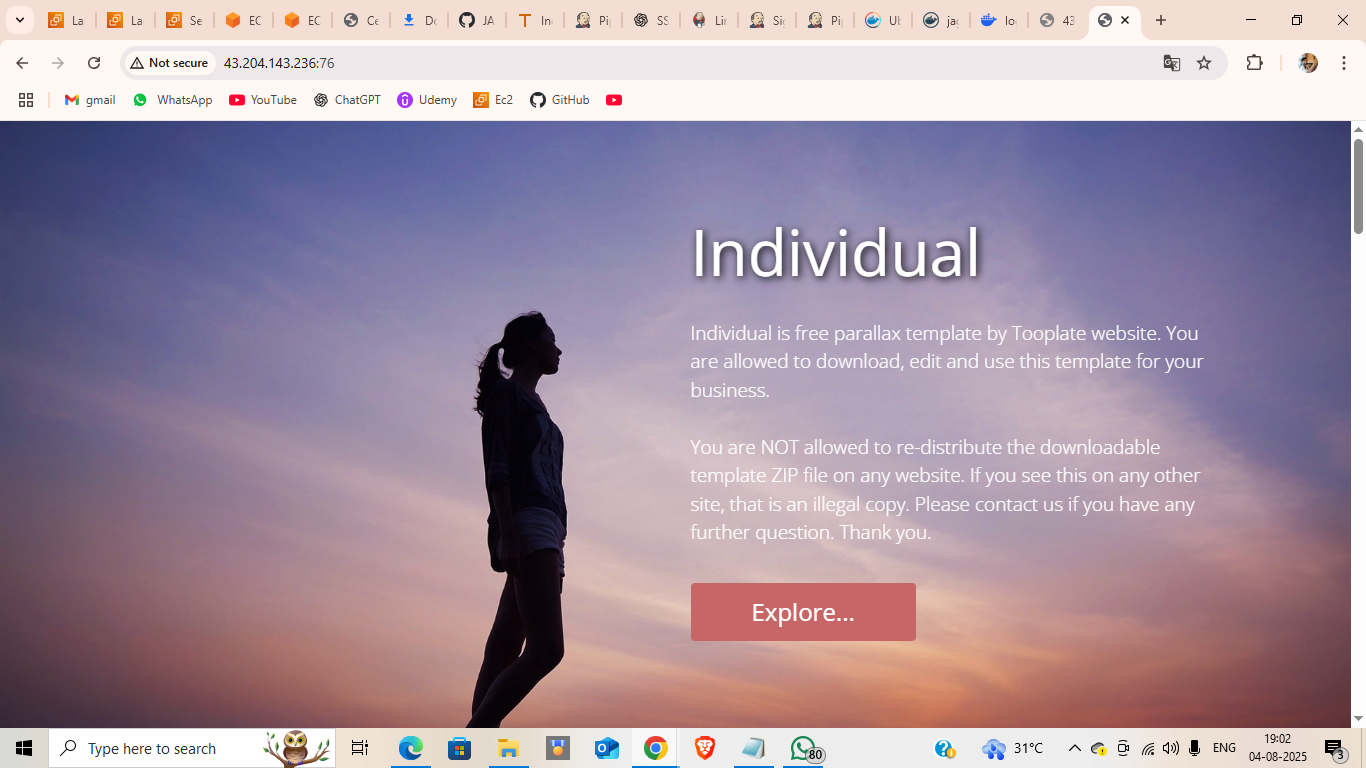 La
La
Se
EC
EC
Ce
Do
JA
In
Pip
SS
Lin
Sig
Pip
Ub
jac
lo
43
Not secure
43.204.143.236:76
gmail
WhatsApp
YouTube
ChatGPT
Udemy
Ec2
GitHub
Individual
Individual is free parallax template by Tooplate website. You
are allowed to download, edit and use this template for your
business.
You are NOT allowed to re-distribute the downloadable
template ZIP file on any website. If you see this on any other
site, that is an illegal copy. Please contact us if you have any
further question. Thank you.
Explore...
Type here to search
80
31°C
ENG
19:02
04-08-2025
3